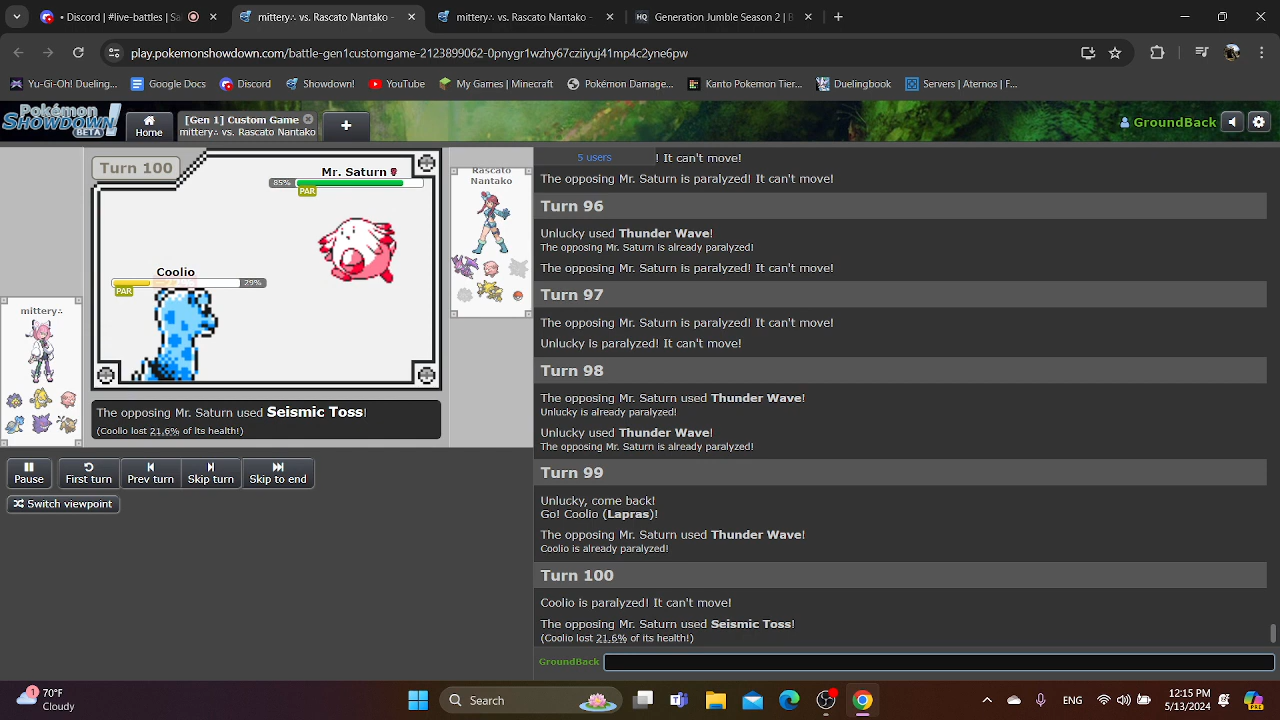 Discord | #live-battles | Sa
mittery∴ vs. Rascato Nantako -
mittery∴ vs. Rascato Nantako -
HQ
Generation Jumble Season 2 | B
play.pokemonshowdown.com/battle-gen1customgame-2123899062-0pnygr1wzhy67cziiyuj41mp4c2yne6pw
Yu-Gi-Oh! Dueling...
Google Docs
Discord
Showdown!
YouTube
My Games | Minecraft
Pokémon Damag...
Kanto Pokemon Tier...
Duelingbook
Servers | Aternos | F...
Pokémon
SHOWDOWN!
BETA
Home
[Gen 1] Custom Game
mittery∴ vs. Rascato Nantako
GroundBack
Turn 100
Mr. Saturn
85%
PAR
Coolio
29%
PAR
The opposing Mr. Saturn used Seismic Toss!
(Coolio lost 21.6% of its health!)
Rascato
Nantako
mittery∴
Pause
First turn
Prev turn
Skip turn
Skip to end
Switch viewpoint
5 users
! It can't move!
The opposing Mr. Saturn is paralyzed! It can't move!
Turn 96
Unlucky used Thunder Wave!
The opposing Mr. Saturn is already paralyzed!
The opposing Mr. Saturn is paralyzed! It can't move!
Turn 97
The opposing Mr. Saturn is paralyzed! It can't move!
Unlucky is paralyzed! It can't move!
Turn 98
The opposing Mr. Saturn used Thunder Wave!
Unlucky is already paralyzed!
Unlucky used Thunder Wave!
The opposing Mr. Saturn is already paralyzed!
Turn 99
Unlucky, come back!
Go! Coolio (Lapras)!
The opposing Mr. Saturn used Thunder Wave!
Coolio is already paralyzed!
Turn 100
Coolio is paralyzed! It can't move!
The opposing Mr. Saturn used Seismic Toss!
(Coolio lost 21.6% of its health!)
GroundBack
1
70°F
Cloudy
Search
ENG
12:15 PM
5/13/2024
PRE